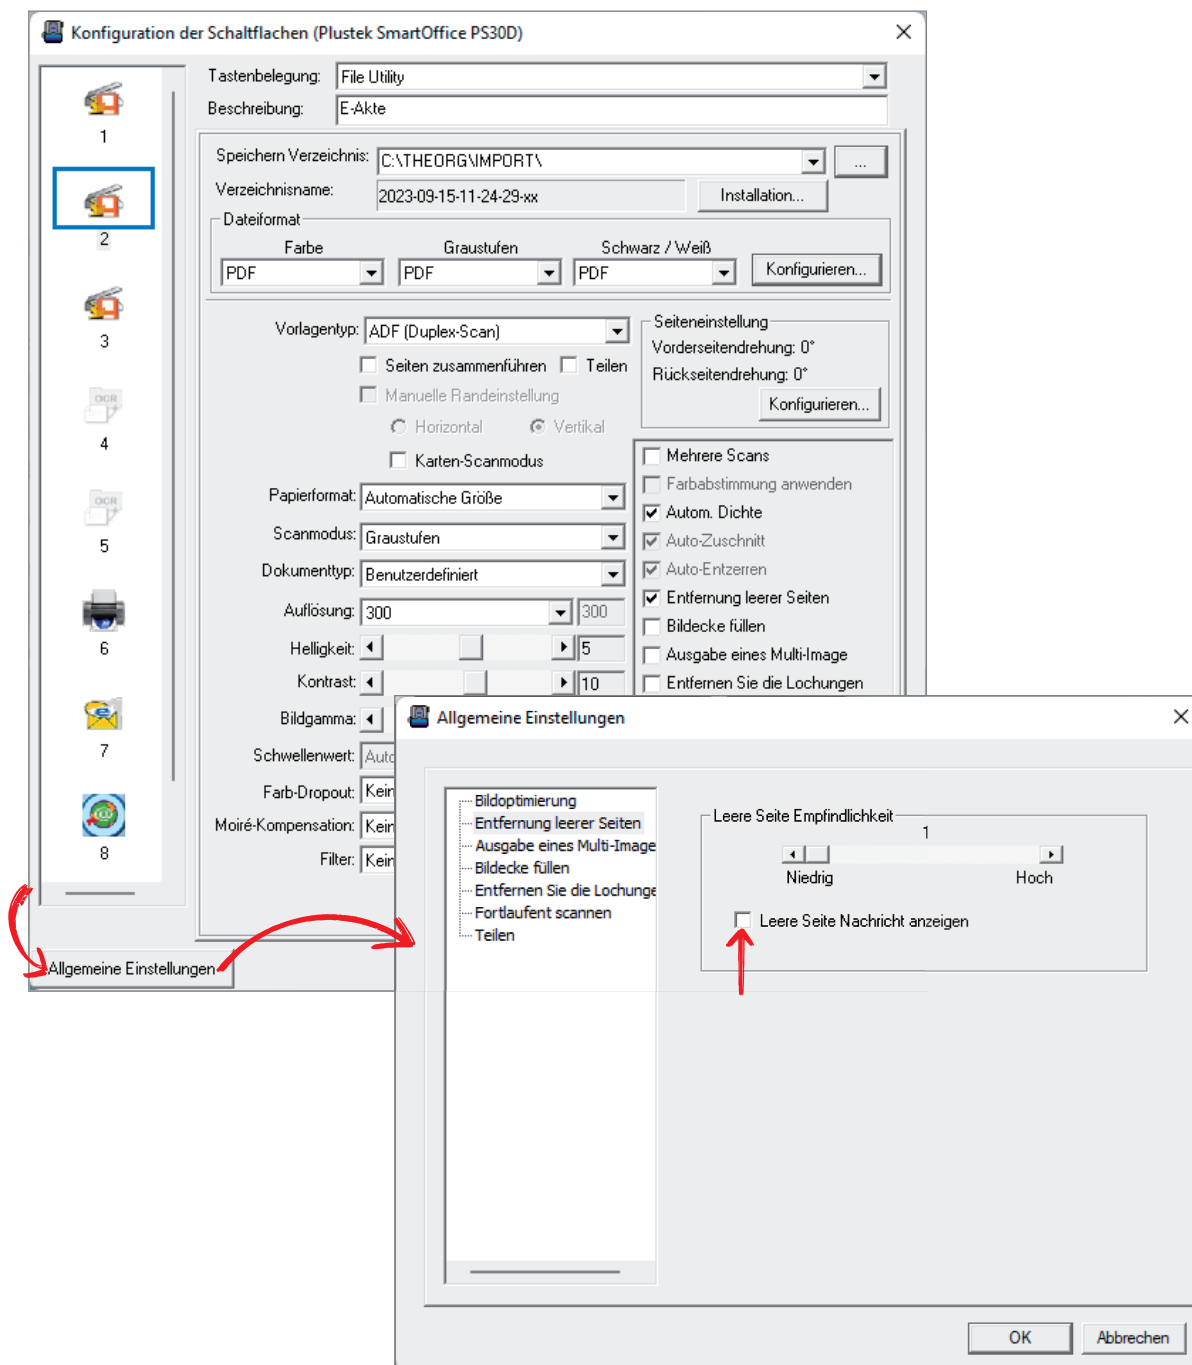 Konfiguration der Schaltflachen (Plustek SmartOffice PS30D)
Tastenbelegung: File Utility
Beschreibung: E-Akte
Speichern Verzeichnis: C:\THEORG\IMPORT\ ...
Verzeichnisname: 2023-09-15-11-24-29-xx Installation...
Dateiformat
Farbe Graustufen Schwarz / Weiß
PDF PDF PDF Konfigurieren...
Vorlagentyp: ADF (Duplex-Scan)
Seiten zusammenführen Teilen
Manuelle Randeinstellung
Horizontal Vertikal
Karten-Scanmodus
Papierformat: Automatische Größe
Scanmodus: Graustufen
Dokumenttyp: Benutzerdefiniert
Auflösung: 300 300
Helligkeit: 5
Kontrast: 10
Bildgamma:
Schwellenwert: Auto
Farb-Dropout: Kein
Moiré-Kompensation: Kein
Filter: Kein
Seiteneinstellung
Vorderseitendrehung: 0°
Rückseitendrehung: 0°
Konfigurieren...
Mehrere Scans
Farbabstimmung anwenden
Autom. Dichte
Auto-Zuschnitt
Auto-Entzerren
Entfernung leerer Seiten
Bildecke füllen
Ausgabe eines Multi-Image
Entfernen Sie die Lochungen
1
2
3
OCR
4
OCR
5
6
7
8
Allgemeine Einstellungen
Allgemeine Einstellungen
Bildoptimierung
Entfernung leerer Seiten
Ausgabe eines Multi-Image
Bildecke füllen
Entfernen Sie die Lochunge
Fortlaufent scannen
Teilen
Leere Seite Empfindlichkeit
1
Niedrig Hoch
Leere Seite Nachricht anzeigen
OK Abbrechen